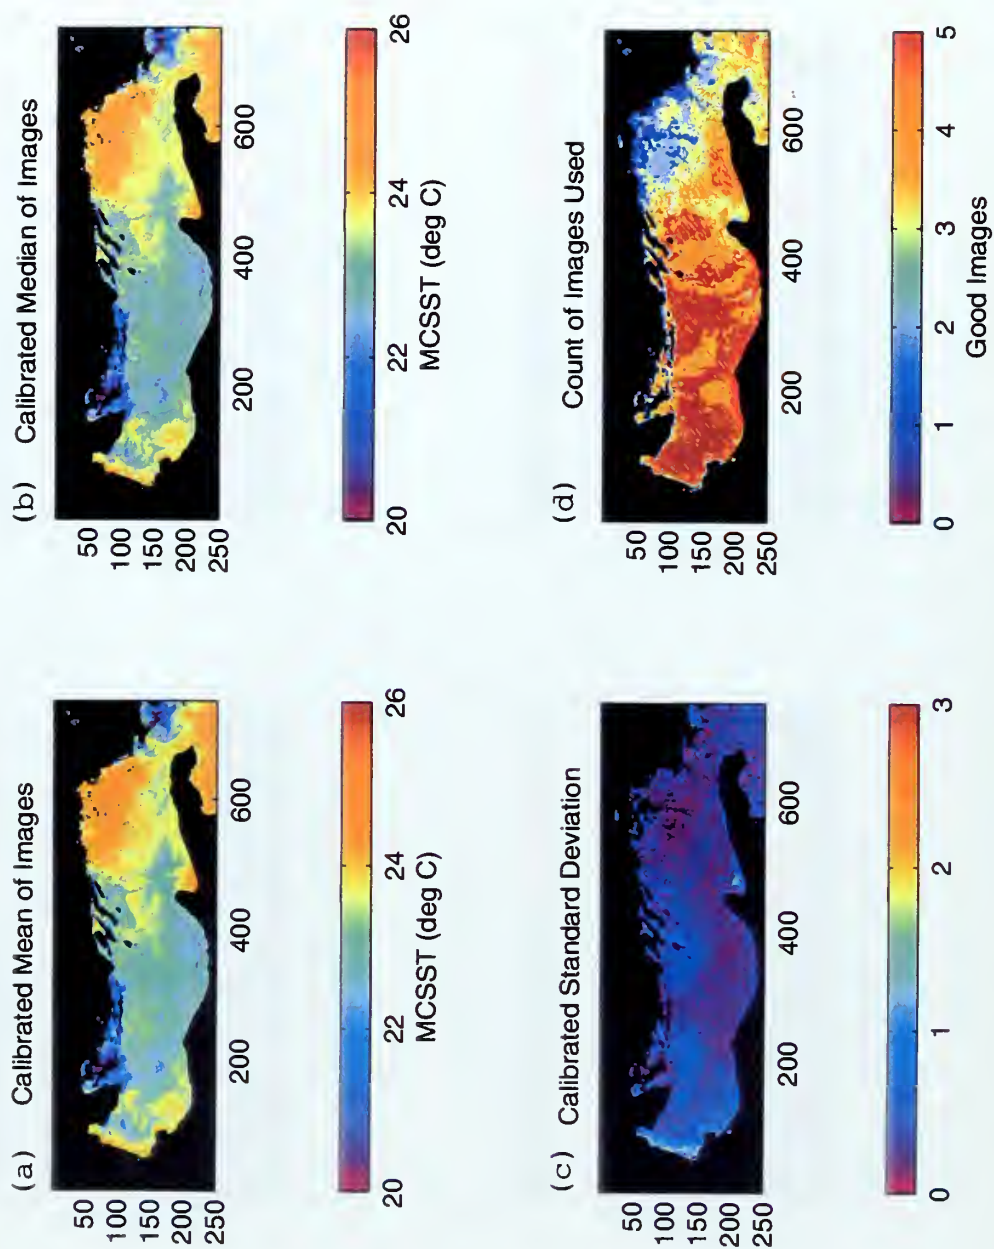 (a) Calibrated Mean of Images
50
100
150
200
250
200 400 600
20 22 24 26
MCSST (deg C)
(b) Calibrated Median of Images
50
100
150
200
250
200 400 600
20 22 24 26
MCSST (deg C)
(c) Calibrated Standard Deviation
50
100
150
200
250
200 400 600
0 1 2 3
(d) Count of Images Used
50
100
150
200
250
200 400 600
0 1 2 3 4 5
Good Images